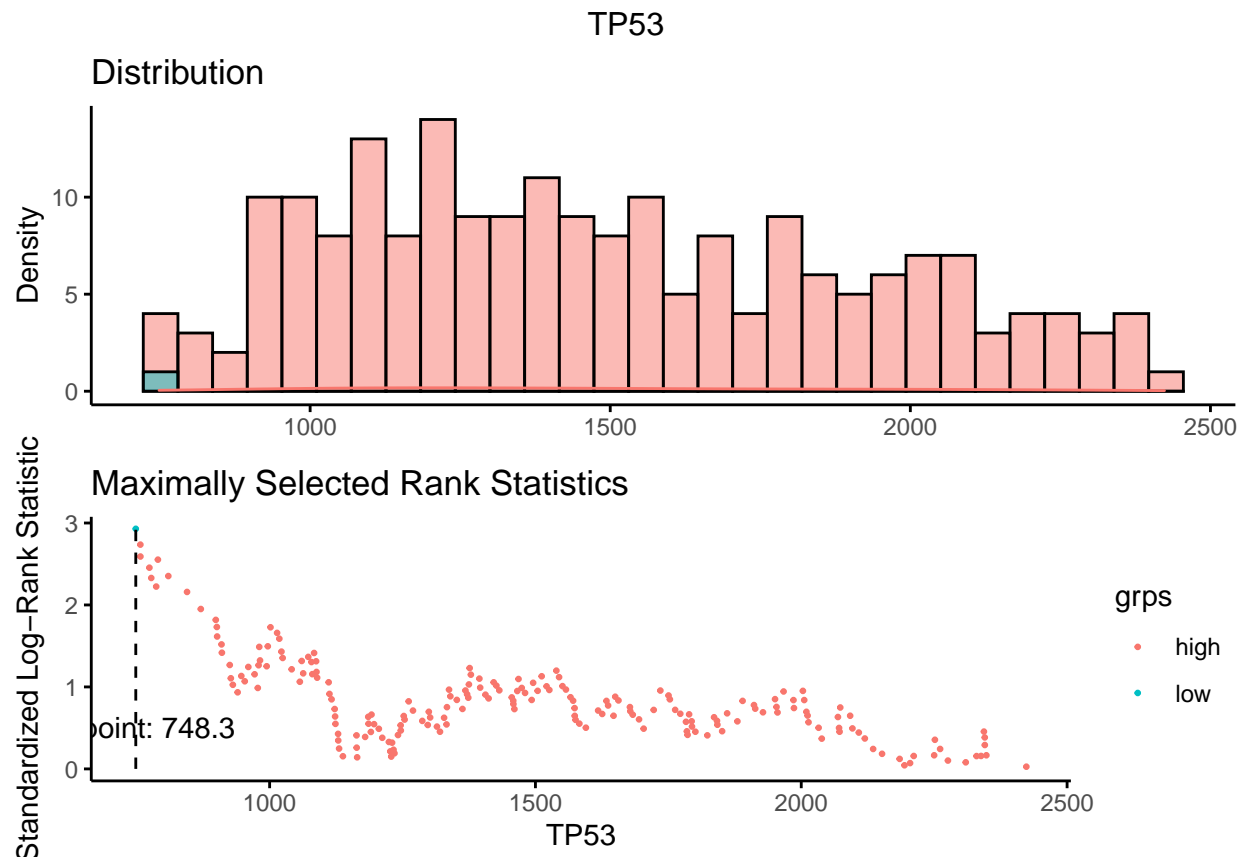 TP53
Distribution
Density
10
5
0
1000 1500 2000 2500
Maximally Selected Rank Statistics
Standardized Log−Rank Statistic
3
2
1
0
point: 748.3
1000 1500 2000 2500
TP53
grps
high
low